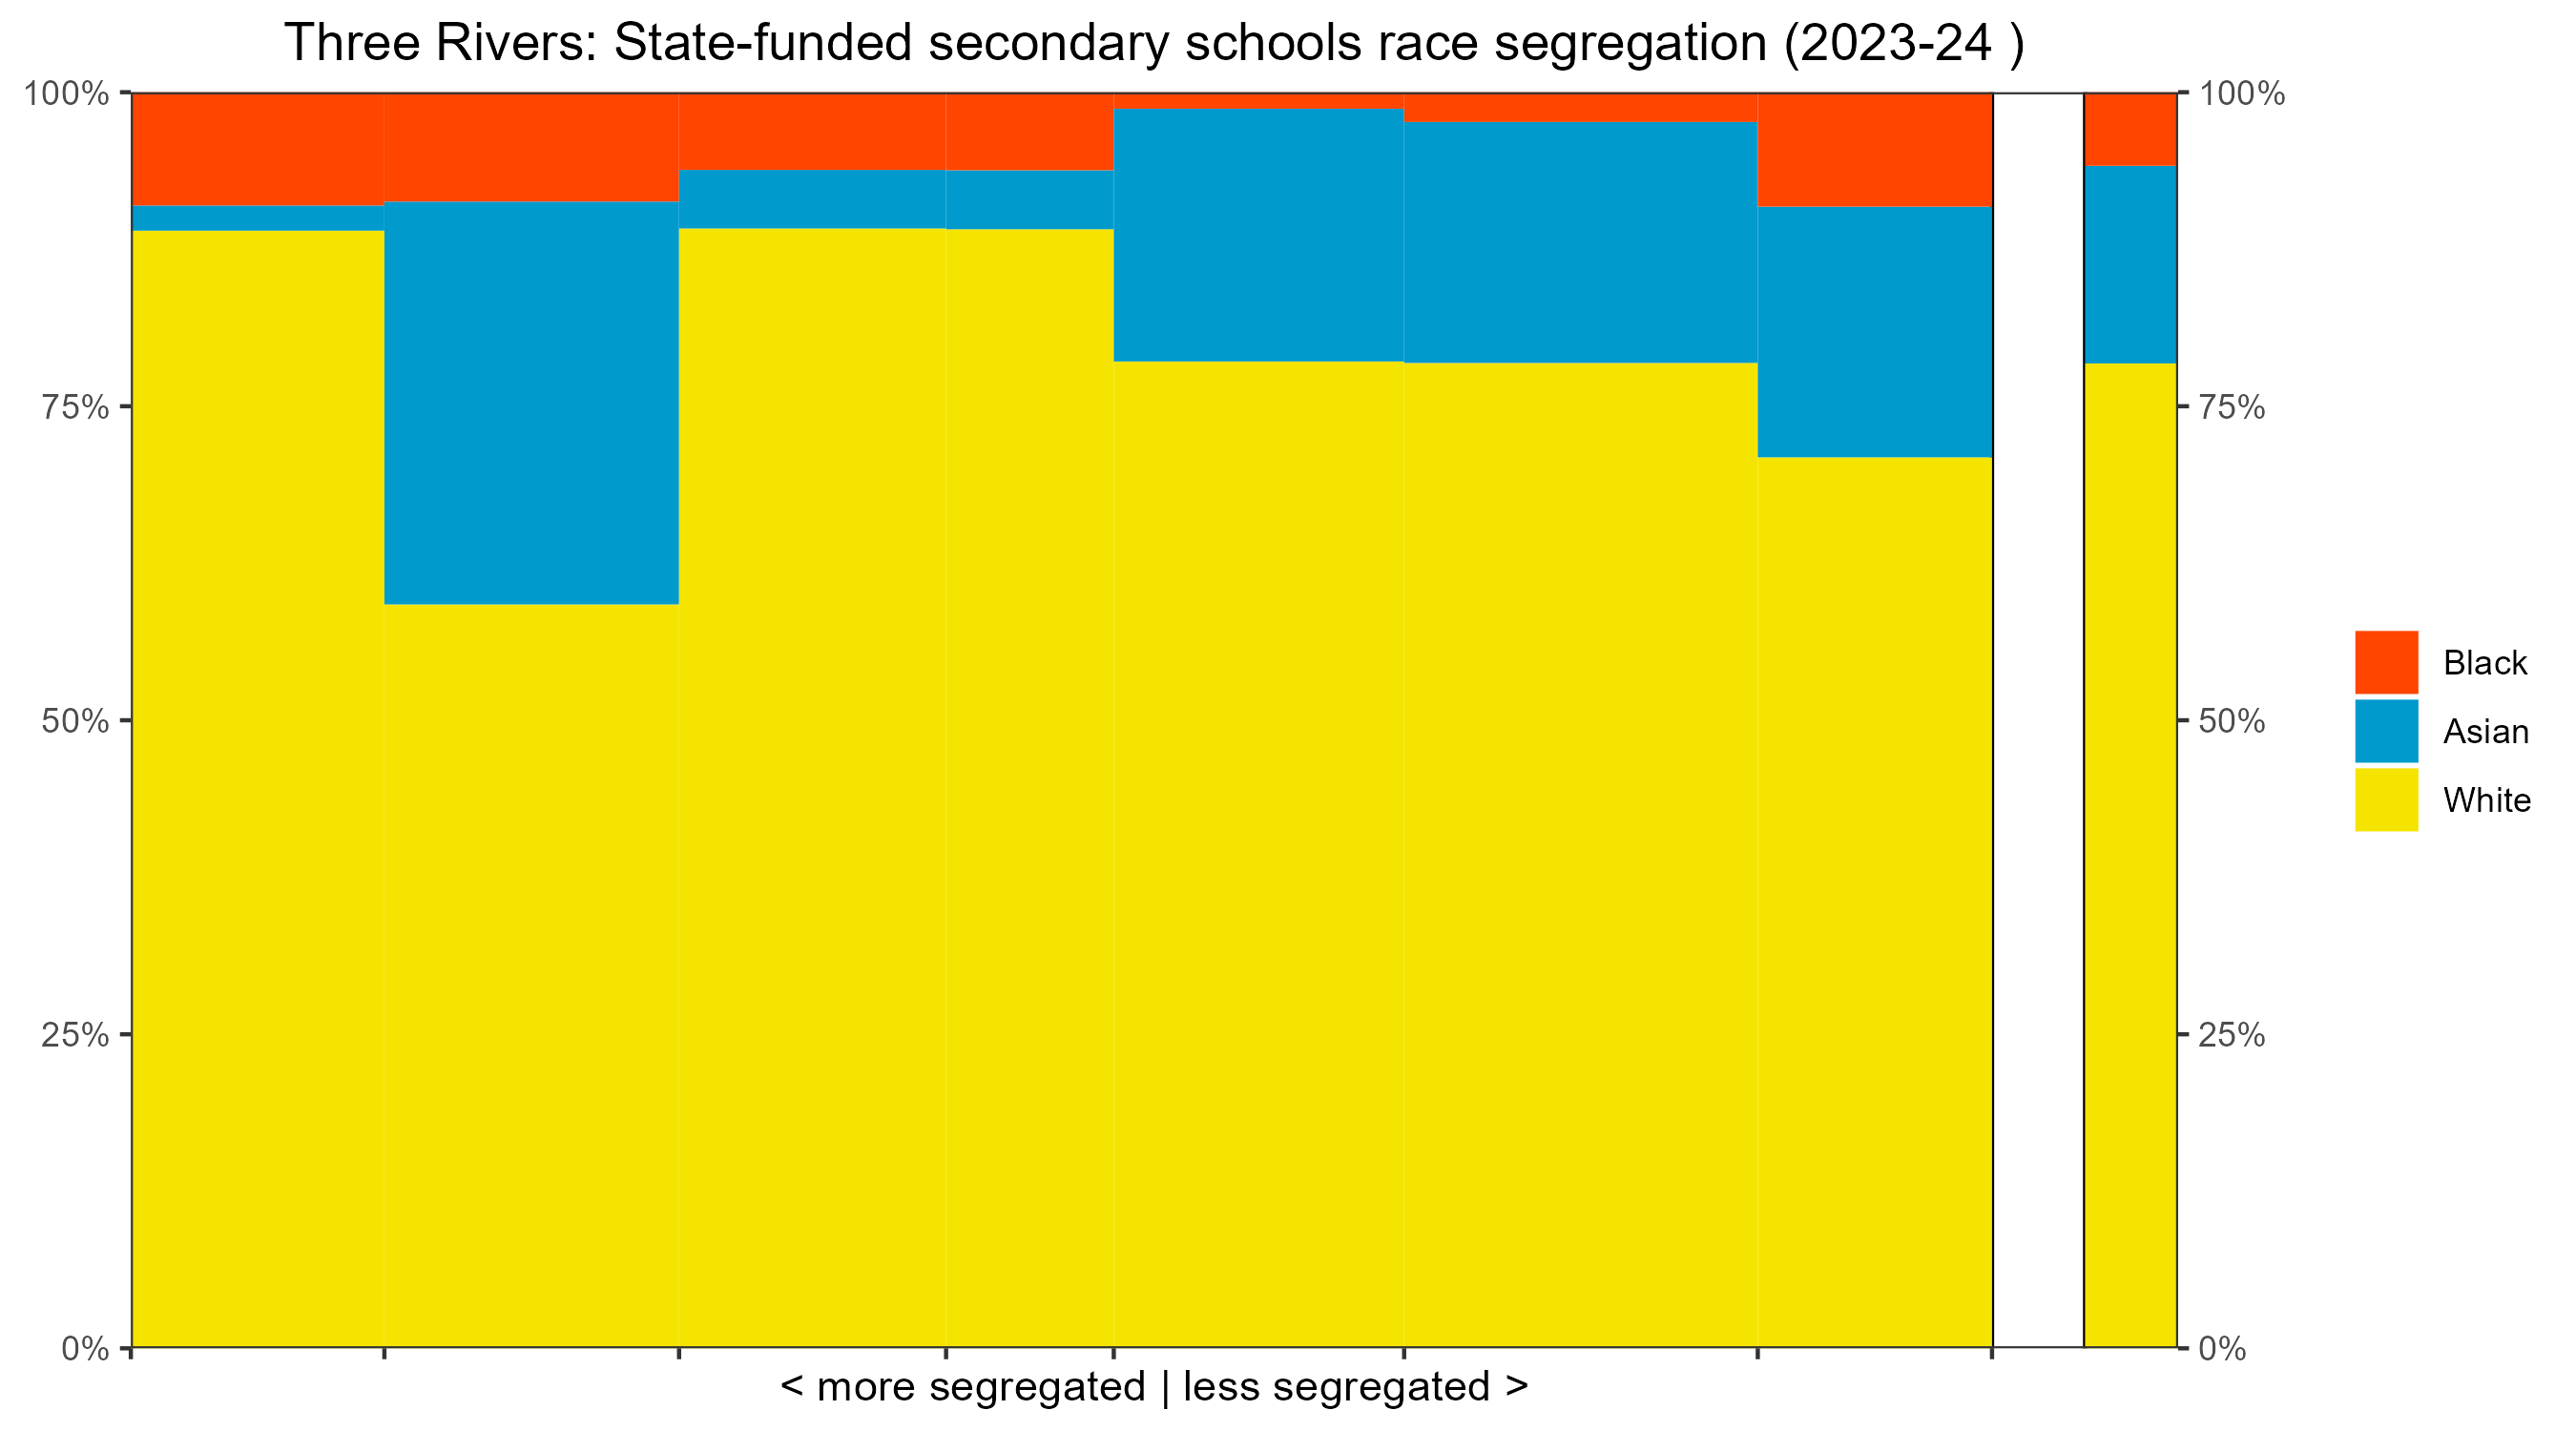 Three Rivers: State-funded secondary schools race segregation (2023-24 )
100%
75%
50%
25%
0%
100%
75%
50%
25%
0%
Black
Asian
White
< more segregated | less segregated >